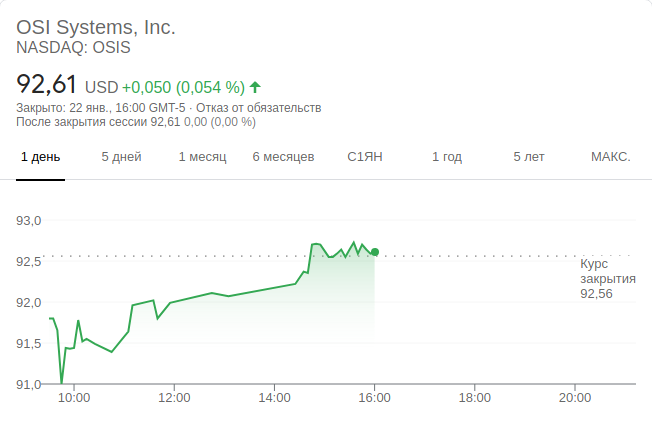 OSI Systems, Inc.
NASDAQ: OSIS
92,61 USD +0,050 (0,054 %)
Закрыто: 22 янв., 16:00 GMT-5 · Отказ от обязательств
После закрытия сессии 92,61 0,00 (0,00 %)
1 день 5 дней 1 месяц 6 месяцев С1ЯН 1 год 5 лет МАКС.
93,0
92,5
Курс
закрытия
92,56
92,0
91,5
91,0
10:00 12:00 14:00 16:00 18:00 20:00